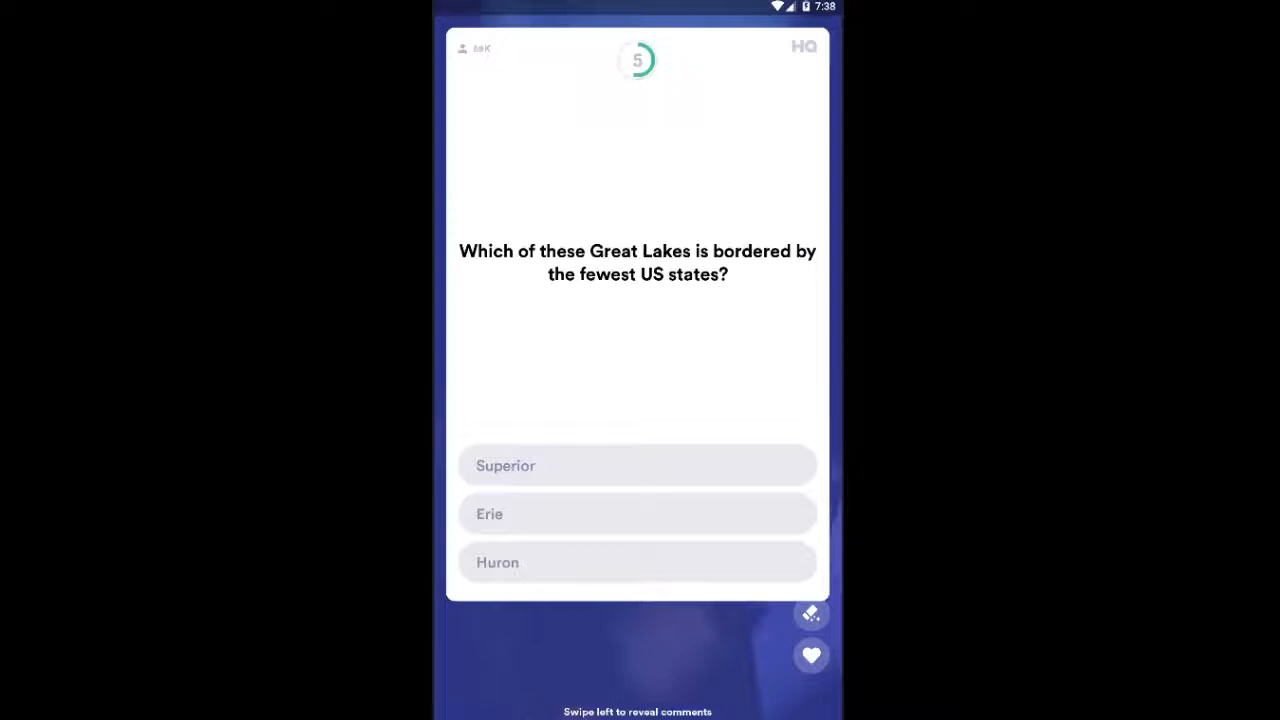 7:38
HQ
5
Which of these Great Lakes is bordered by
the fewest US states?
Superior
Erie
Huron
Swipe left to reveal comments